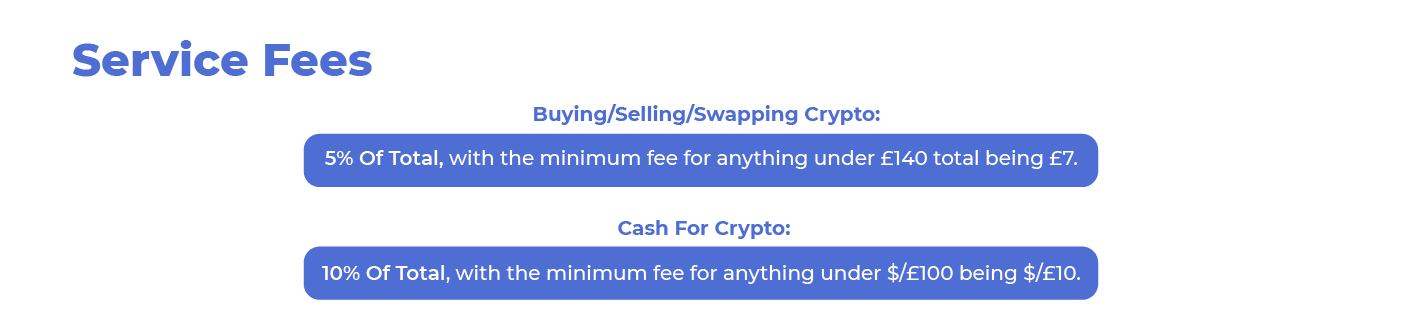 Service Fees
Buying/Selling/Swapping Crypto:
5% Of Total, with the minimum fee for anything under £140 total being £7.
Cash For Crypto:
10% Of Total, with the minimum fee for anything under $/£100 being $/£10.